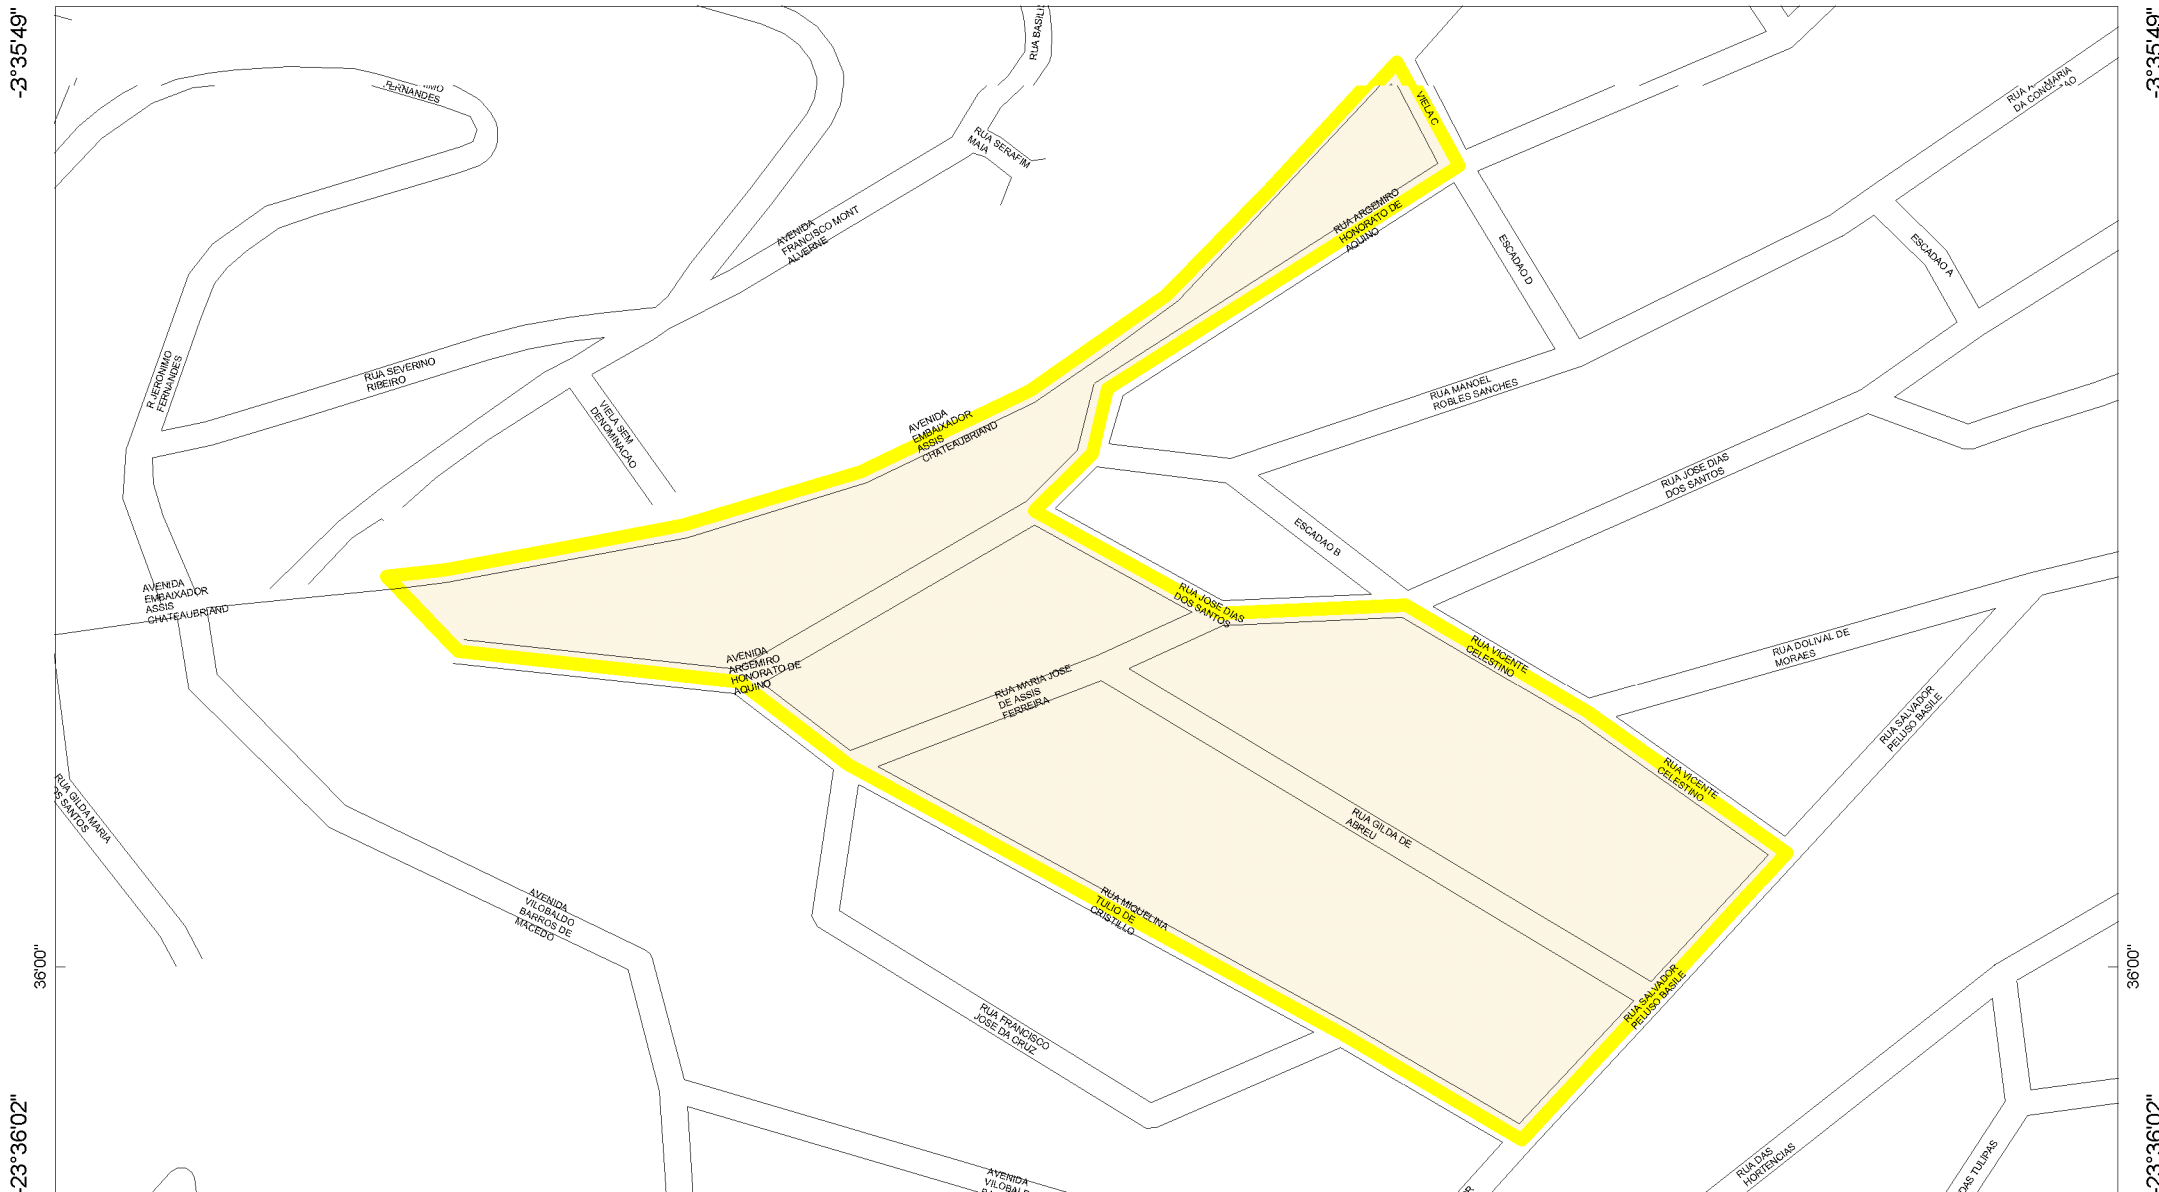 -23°35'49"
-23°35'49"
RUA BASILI
FERNANDES
RUA SERAFIM
MAIA
VIELA C
DA CONC
AVENIDA
FRANCISCO MONT
ALVERNE
RUA ARGEMIRO
HONORATO DE
AQUINO
ESCADAO D
ESCADAO A
R JERONIMO
FERNANDES
RUA SEVERINO
RIBEIRO
VIELA SEM
DENOMINACAO
AVENIDA
EMBAIXADOR
ASSIS
CHATEAUBRIAND
RUA MANOEL
ROBLES SANCHES
RUA JOSE DIAS
DOS SANTOS
ESCADAO B
AVENIDA
EMBAIXADOR
ASSIS
CHATEAUBRIAND
RUA JOSE DIAS
DOS SANTOS
RUA VICENTE
CELESTINO
RUA DOLIVAL DE
MORAES
AVENIDA
ARGEMIRO
HONORATO DE
AQUINO
RUA MARIA JOSE
DE ASSIS
FERREIRA
RUA SALVADOR
PELUSO BASILE
RUA VICENTE
CELESTINO
RUA GILDA MARIA
OS SANTOS
RUA GILDA DE
ABREU
AVENIDA
VILOBALDO
BARROS DE
MACEDO
RUA MIQUELINA
TULIO DE
CRISTILLO
36'00"
36'00"
RUA SALVADOR
PELUSO BASILE
RUA FRANCISCO
JOSE DA CRUZ
-23°36'02"
-23°36'02"
AVENIDA
VILOBAL
RUA DAS
HORTENCIAS
DAS TULIPAS